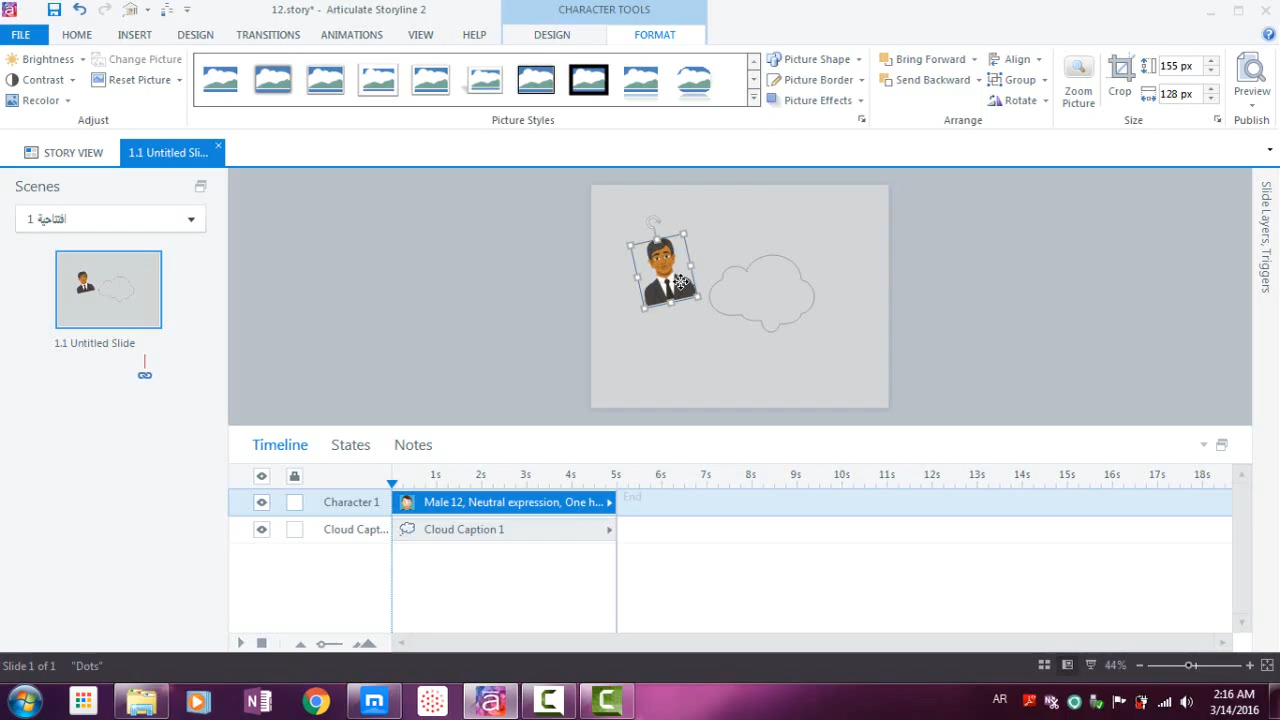 12.story* - Articulate Storyline 2
CHARACTER TOOLS
FILE HOME INSERT DESIGN TRANSITIONS ANIMATIONS VIEW HELP DESIGN FORMAT
Brightness Change Picture Picture Shape Bring Forward Align 155 px
Contrast Reset Picture Picture Border Send Backward Group Zoom Picture Crop 128 px Preview
Recolor Picture Effects Rotate
Adjust Picture Styles Arrange Size Publish
STORY VIEW 1.1 Untitled Sli...
Scenes
1 افتتاحية
1.1 Untitled Slide
Slide Layers, Triggers
Timeline States Notes
1s 2s 3s 4s 5s 6s 7s 8s 9s 10s 11s 12s 13s 14s 15s 16s 17s 18s
Character 1 Male 12, Neutral expression, One h... End
Cloud Capt... Cloud Caption 1
Slide 1 of 1 "Dots" 44%
AR 2:16 AM
3/14/2016